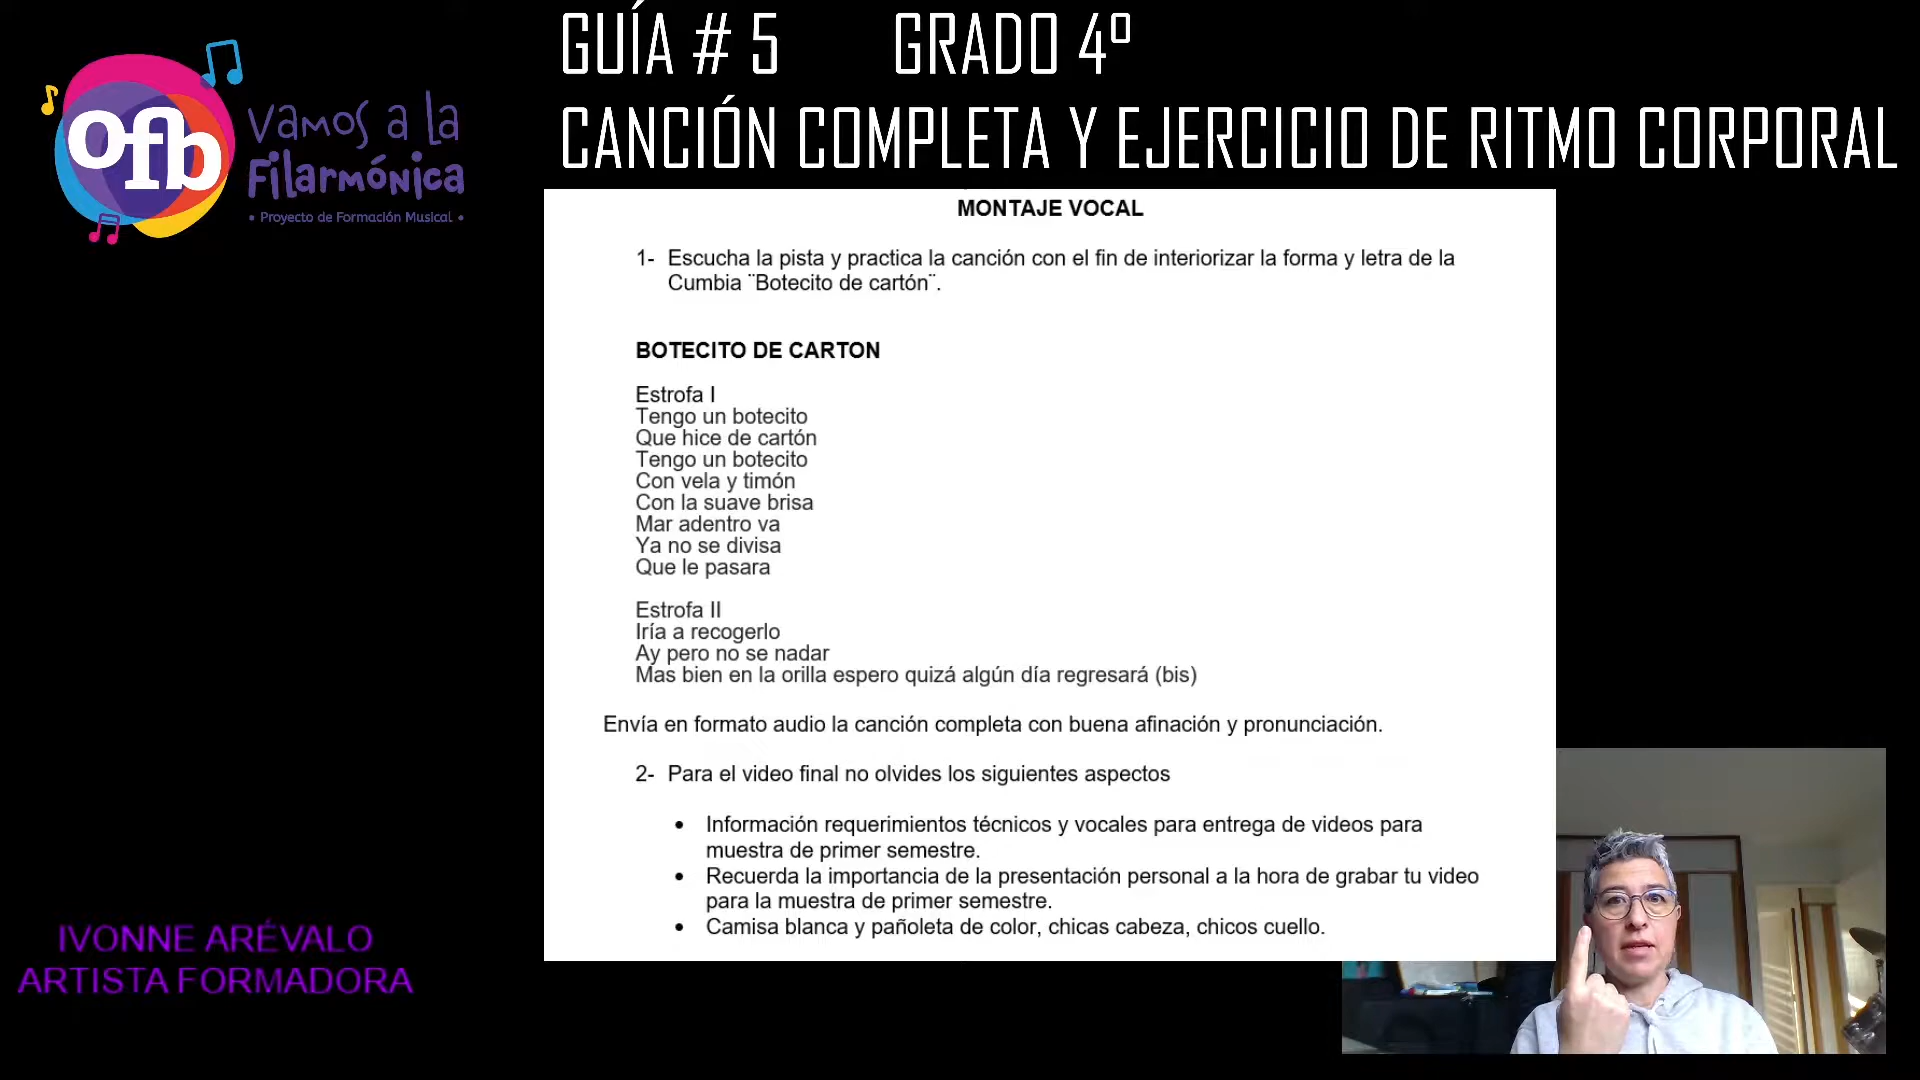 GUÍA # 5 GRADO 4º
CANCIÓN COMPLETA Y EJERCICIO DE RITMO CORPORAL
ofb
Vamos a la
Filarmónica
• Proyecto de Formación Musical •
MONTAJE VOCAL
1- Escucha la pista y practica la canción con el fin de interiorizar la forma y letra de la
Cumbia ¨Botecito de cartón¨.
BOTECITO DE CARTON
Estrofa I
Tengo un botecito
Que hice de cartón
Tengo un botecito
Con vela y timón
Con la suave brisa
Mar adentro va
Ya no se divisa
Que le pasara
Estrofa II
Iría a recogerlo
Ay pero no se nadar
Mas bien en la orilla espero quizá algún día regresará (bis)
Envía en formato audio la canción completa con buena afinación y pronunciación.
2- Para el video final no olvides los siguientes aspectos
• Información requerimientos técnicos y vocales para entrega de videos para
muestra de primer semestre.
• Recuerda la importancia de la presentación personal a la hora de grabar tu video
para la muestra de primer semestre.
• Camisa blanca y pañoleta de color, chicas cabeza, chicos cuello.
IVONNE ARÉVALO
ARTISTA FORMADORA